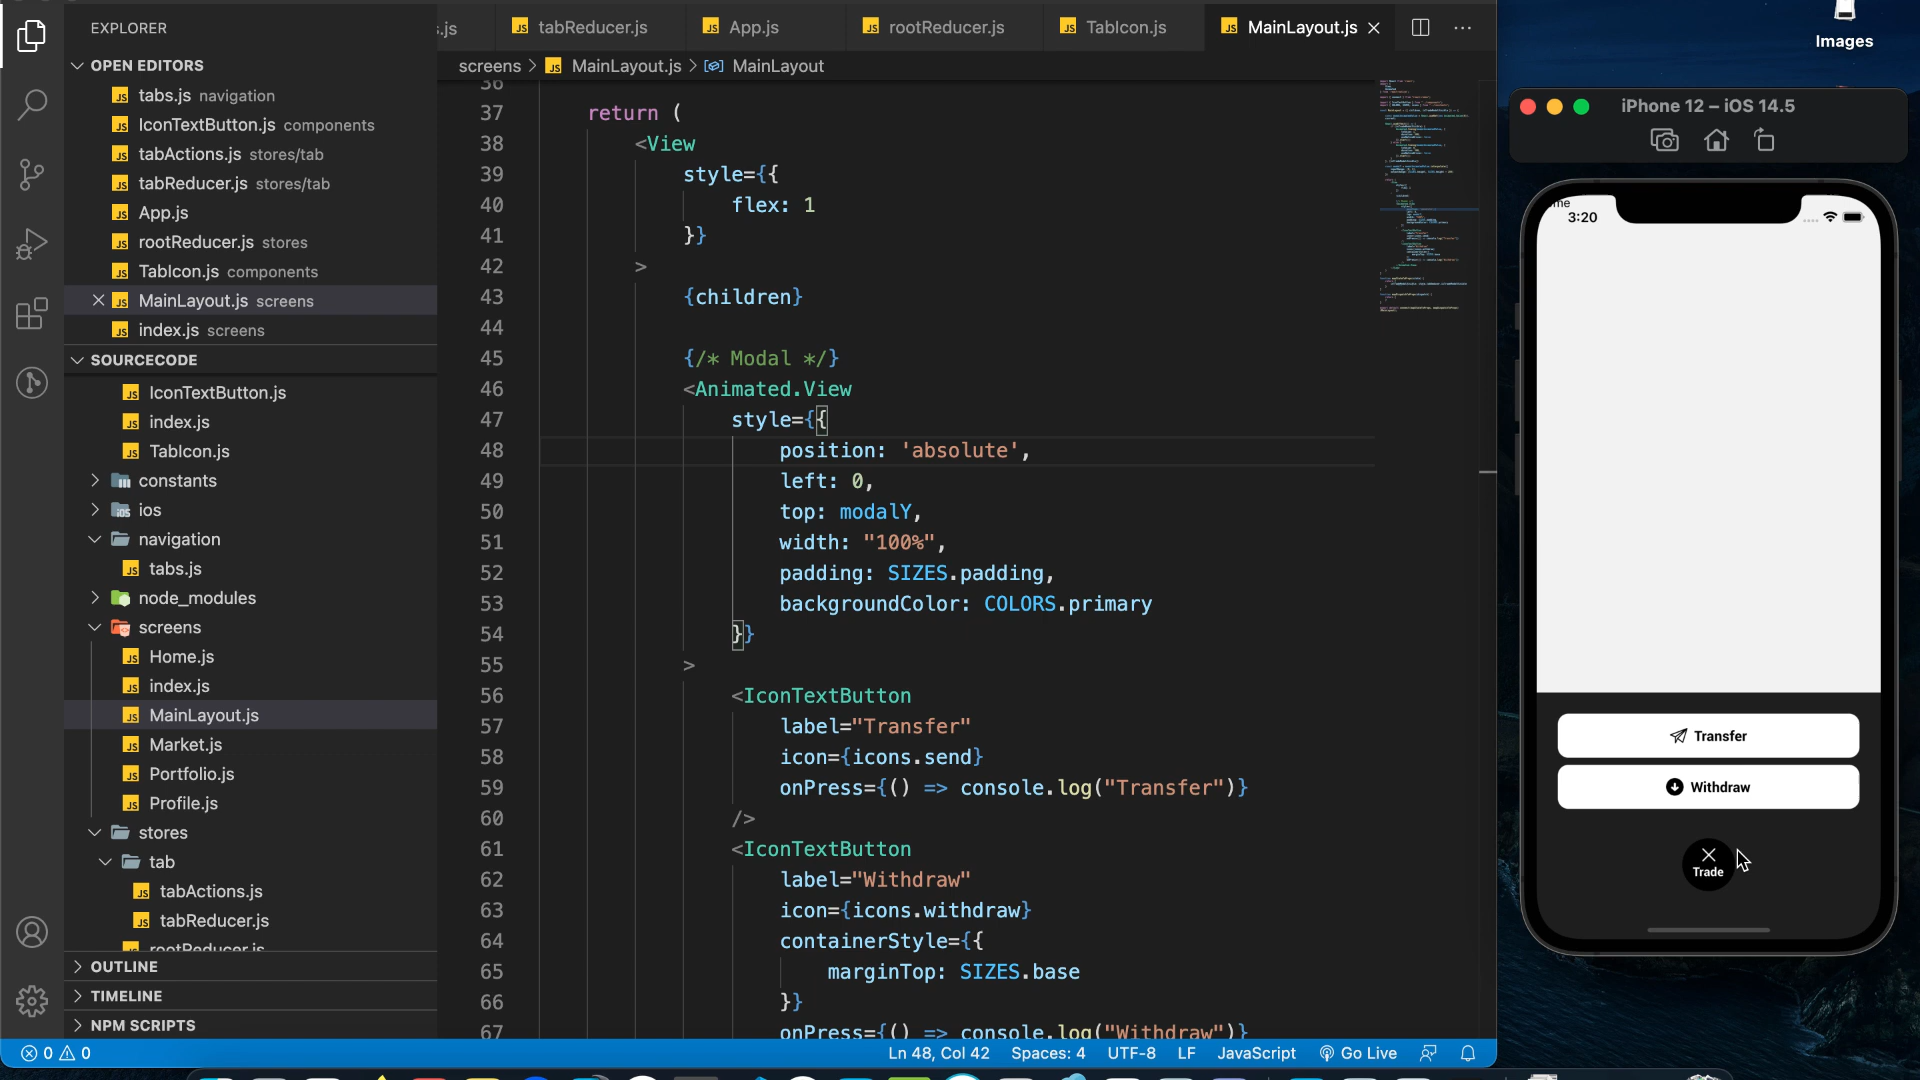 EXPLORER
OPEN EDITORS
tabs.js navigation
IconTextButton.js components
tabActions.js stores/tab
tabReducer.js stores/tab
App.js
rootReducer.js stores
TabIcon.js components
MainLayout.js screens
index.js screens
SOURCECODE
IconTextButton.js
index.js
TabIcon.js
constants
ios
navigation
tabs.js
node_modules
screens
Home.js
index.js
MainLayout.js
Market.js
Portfolio.js
Profile.js
stores
tab
tabActions.js
tabReducer.js
rootReducer.js
OUTLINE
TIMELINE
NPM SCRIPTS
s.js tabReducer.js App.js rootReducer.js TabIcon.js MainLayout.js
screens > MainLayout.js > MainLayout
36
37 return (
38 <View
39 style={{
40 flex: 1
41 }}
42 >
43 {children}
44
45 {/* Modal */}
46 <Animated.View
47 style={{
48 position: 'absolute',
49 left: 0,
50 top: modalY,
51 width: "100%",
52 padding: SIZES.padding,
53 backgroundColor: COLORS.primary
54 }}
55 >
56 <IconTextButton
57 label="Transfer"
58 icon={icons.send}
59 onPress={() => console.log("Transfer")}
60 />
61 <IconTextButton
62 label="Withdraw"
63 icon={icons.withdraw}
64 containerStyle={{
65 marginTop: SIZES.base
66 }}
67 onPress={() => console.log("Withdraw")}
0 0
Ln 48, Col 42 Spaces: 4 UTF-8 LF JavaScript Go Live
Images
iPhone 12 – iOS 14.5
me
3:20
Transfer
Withdraw
Trade